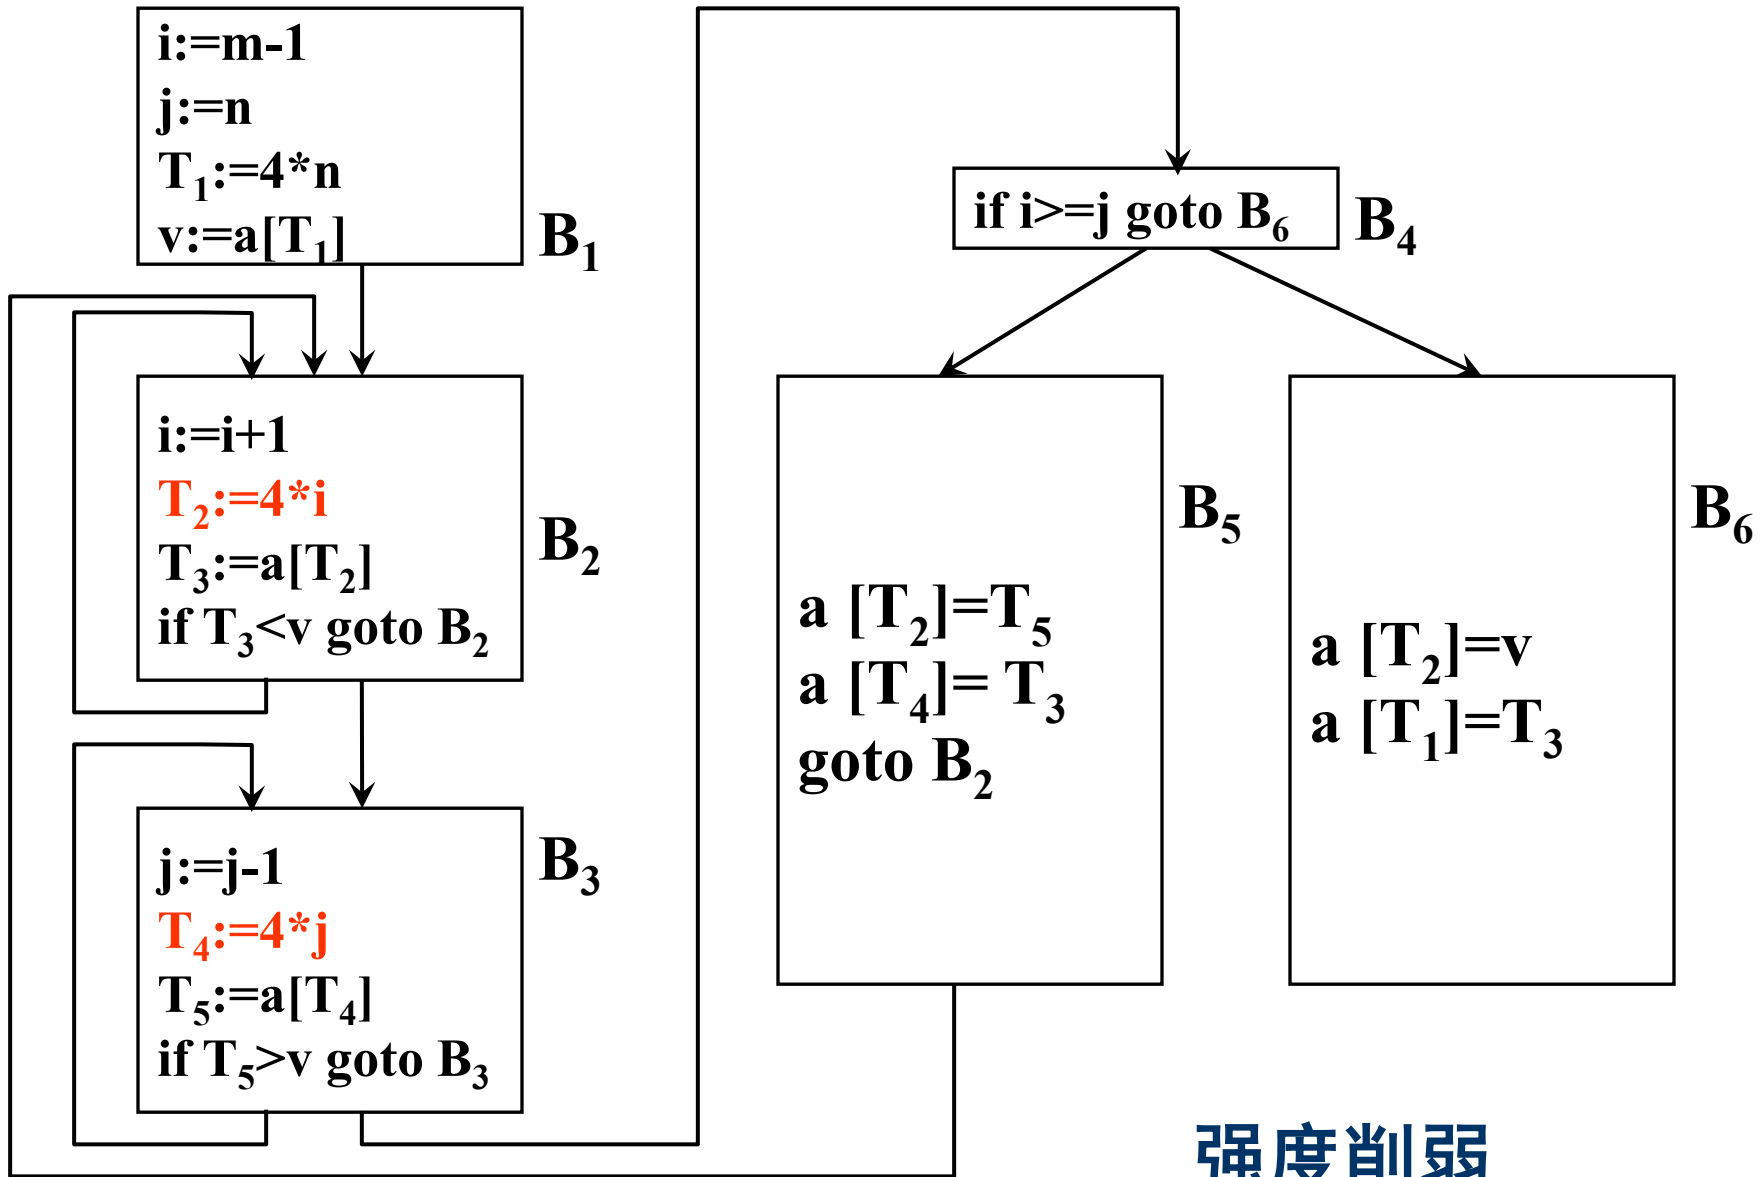 i:=m-1
j:=n
T₁:=4*n
v:=a[T₁]
B₁
i:=i+1
T₂:=4*i
T₃:=a[T₂]
if T₃<v goto B₂
B₂
j:=j-1
T₄:=4*j
T₅:=a[T₄]
if T₅>v goto B₃
B₃
if i>=j goto B₆
B₄
a [T₂]=T₅
a [T₄]= T₃
goto B₂
B₅
a [T₂]=v
a [T₁]=T₃
B₆
强度削弱